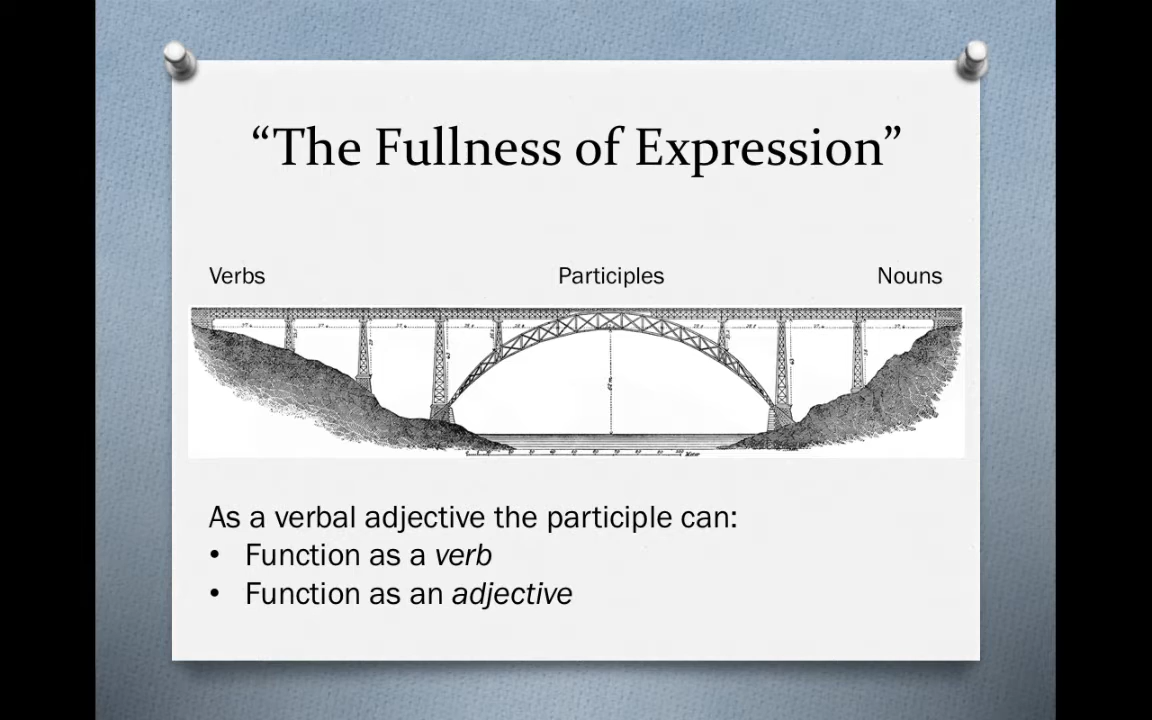 “The Fullness of Expression”
Verbs Participles Nouns
As a verbal adjective the participle can:
• Function as a verb
• Function as an adjective